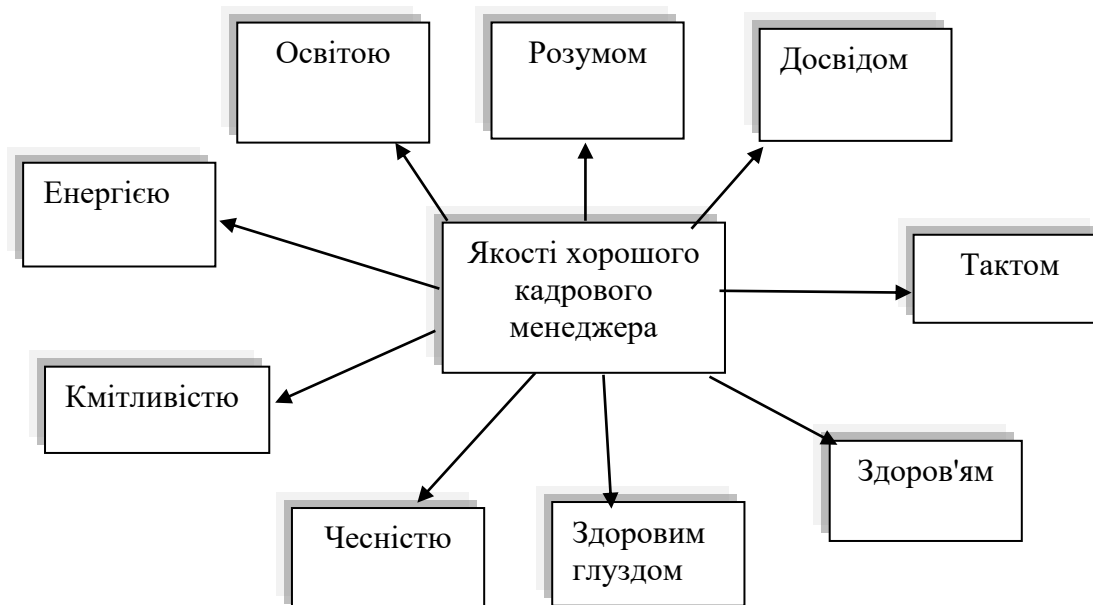 Освітою
Розумом
Досвідом
Енергією
Якості хорошого
кадрового
менеджера
Тактом
Кмітливістю
Здоров'ям
Чесністю
Здоровим
глуздом